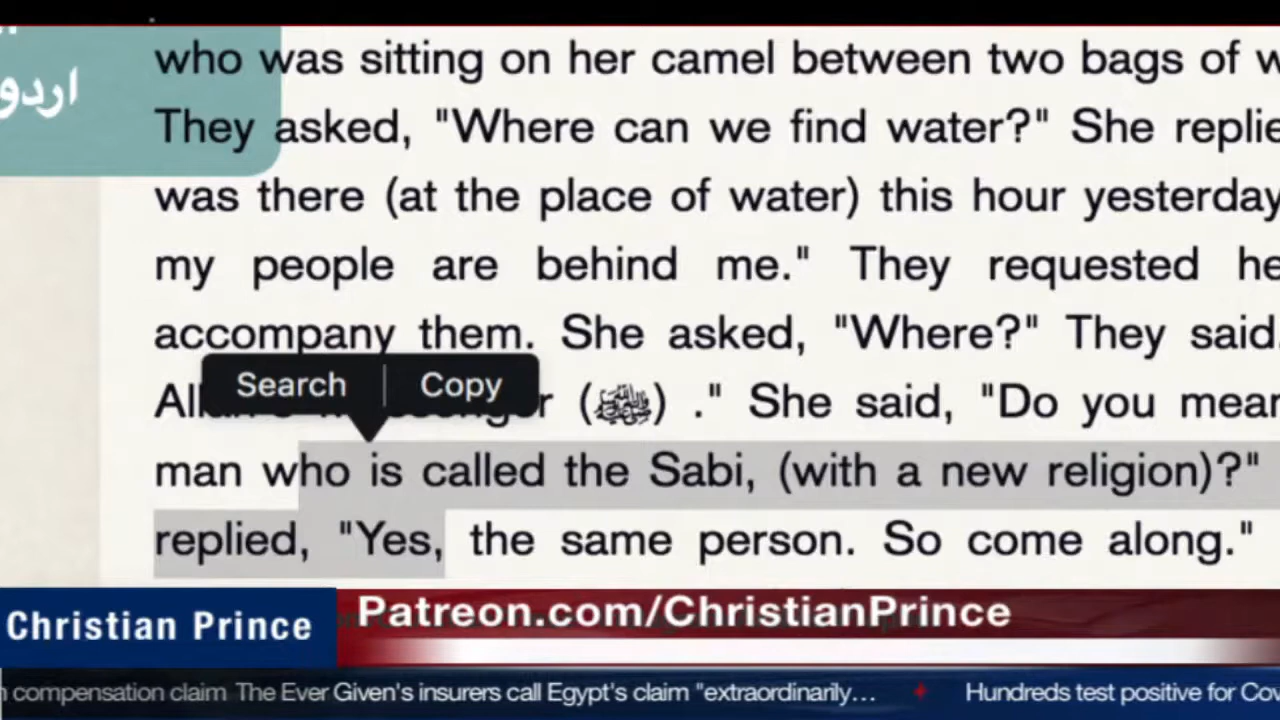 اردو
who was sitting on her camel between two bags of
They asked, "Where can we find water?" She
was there (at the place of water) this hour yesterday
my people are behind me." They requested
accompany them. She asked, "Where?" They said
(ﷺ) ." She said, "Do you
man who is called the Sabi, (with a new religion)?"
replied, "Yes, the same person. So come along."
Search | Copy
Christian Prince
Patreon.com/ChristianPrince
compensation claim The Ever Given's insurers call Egypt's claim "extraordinarily... Hundreds test positive for